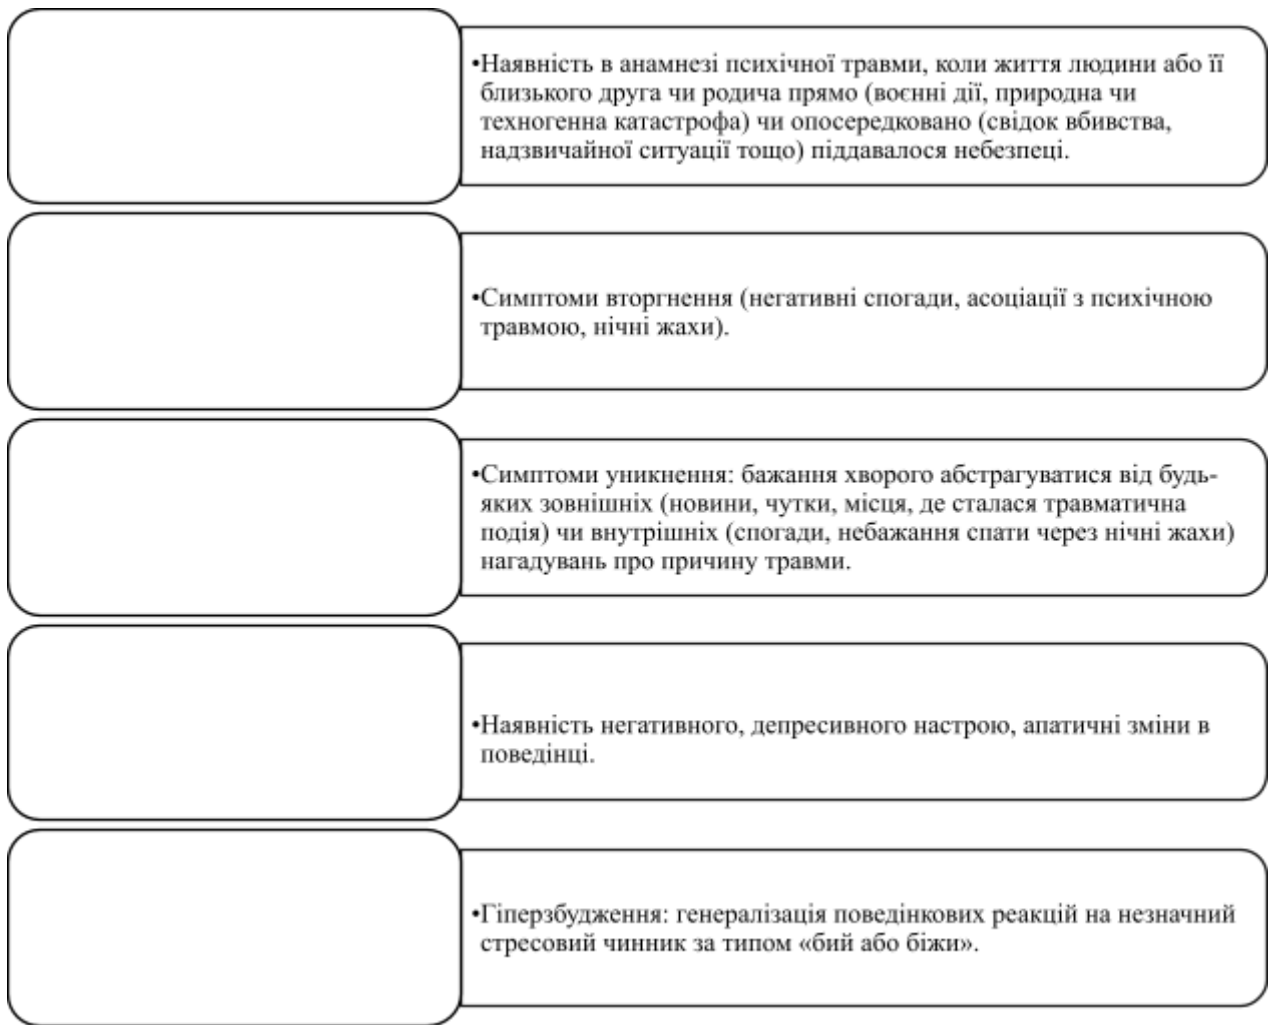 •Наявність в анамнезі психічної травми, коли життя людини або її
близького друга чи родича прямо (воєнні дії, природна чи
техногенна катастрофа) чи опосередковано (свідок вбивства,
надзвичайної ситуації тощо) піддавалося небезпеці.
•Симптоми вторгнення (негативні спогади, асоціації з психічною
травмою, нічні жахи).
•Симптоми уникнення: бажання хворого абстрагуватися від будь-
яких зовнішніх (новини, чутки, місця, де сталася травматична
подія) чи внутрішніх (спогади, небажання спати через нічні жахи)
нагадувань про причину травми.
•Наявність негативного, депресивного настрою, апатичні зміни в
поведінці.
•Гіперзбудження: генералізація поведінкових реакцій на незначний
стресовий чинник за типом «бий або біжи».